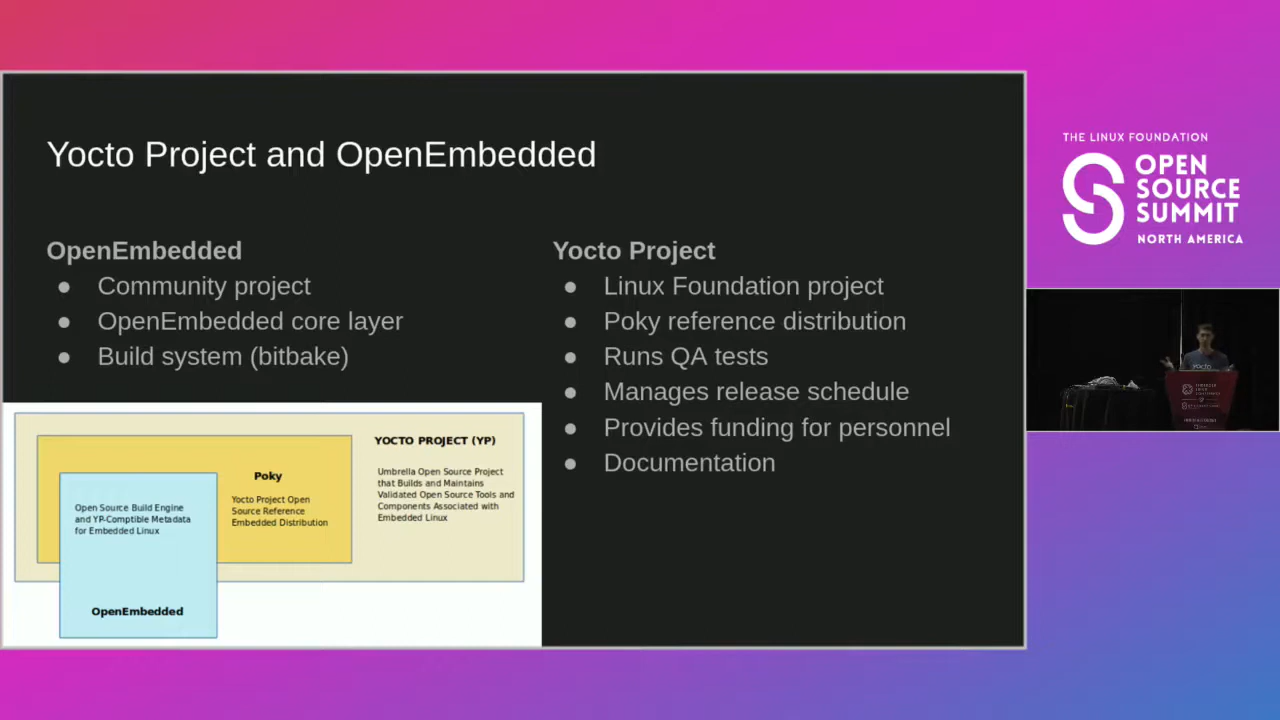 Yocto Project and OpenEmbedded
OpenEmbedded
● Community project
● OpenEmbedded core layer
● Build system (bitbake)
Yocto Project
● Linux Foundation project
● Poky reference distribution
● Runs QA tests
● Manages release schedule
● Provides funding for personnel
● Documentation
YOCTO PROJECT (YP)
Umbrella Open Source Project
that Builds and Maintains
Validated Open Source Tools and
Components Associated with
Embedded Linux
Poky
Yocto Project Open
Source Reference
Embedded Distribution
Open Source Build Engine
and YP-Comptible Metadata
for Embedded Linux
OpenEmbedded
THE LINUX FOUNDATION
OPEN
SOURCE
SUMMIT
NORTH AMERICA
yocto